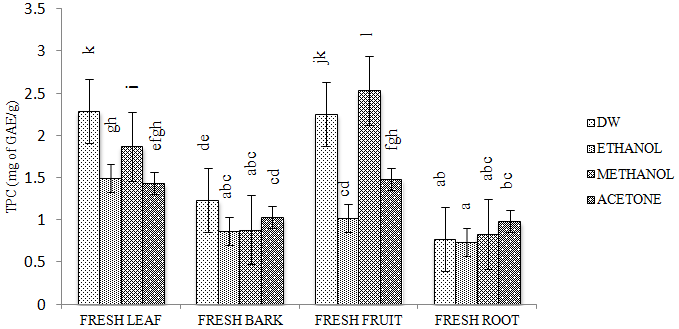 3.5
3
2.5
2
1.5
1
0.5
0
TPC (mg of GAE/g)
k
gh
i
efgh
de
abc
abc
cd
jk
cd
l
fgh
ab
a
abc
bc
FRESH LEAF
FRESH BARK
FRESH FRUIT
FRESH ROOT
DW
ETHANOL
METHANOL
ACETONE